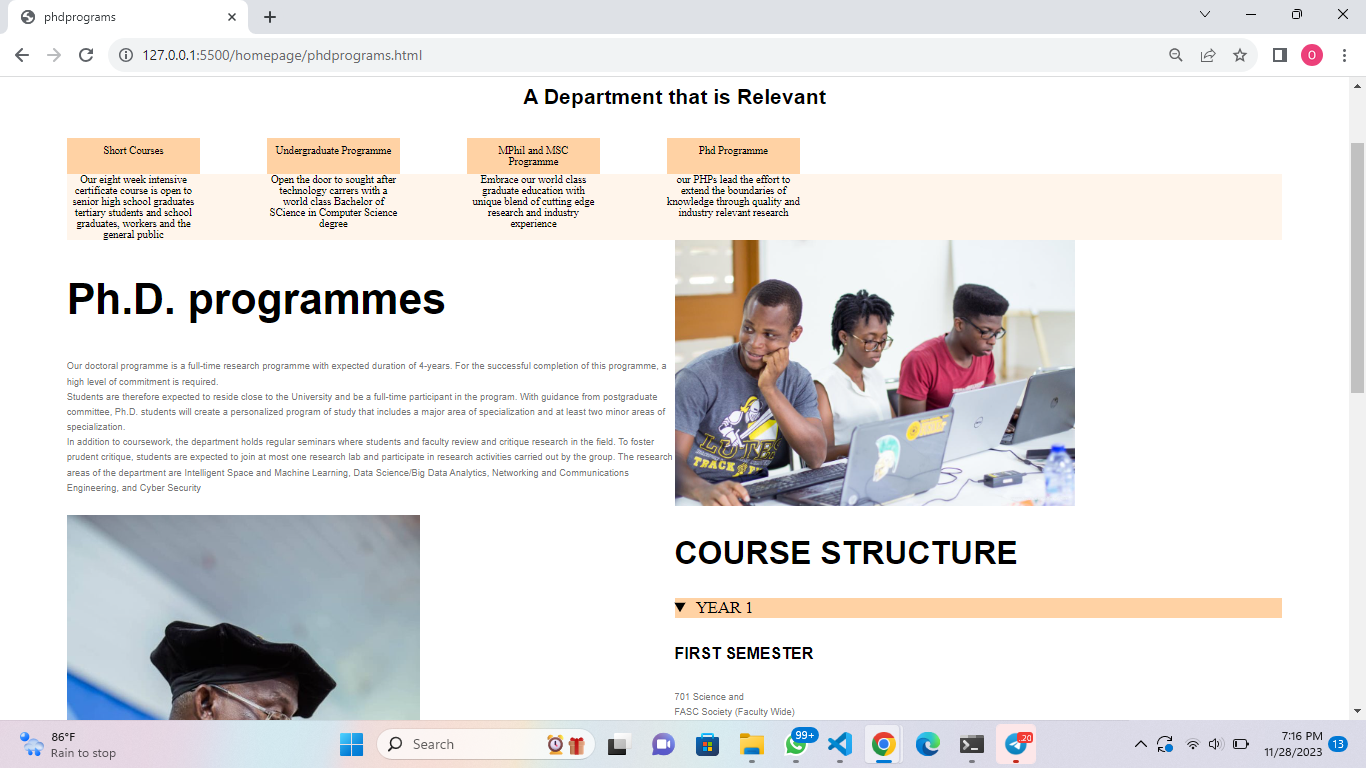 phdprograms
127.0.0.1:5500/homepage/phdprograms.html
O
A Department that is Relevant
Short Courses
Undergraduate Programme
MPhil and MSC
Programme
Phd Programme
Our eight week intensive
certificate course is open to
senior high school graduates
tertiary students and school
graduates, workers and the
general public
Open the door to sought after
technology carrers with a
world class Bachelor of
SCience in Computer Science
degree
Embrace our world class
graduate education with
unique blend of cutting edge
research and industry
experience
our PHPs lead the effort to
extend the boundaries of
knowledge through quality and
industry relevant research
Ph.D. programmes
Our doctoral programme is a full-time research programme with expected duration of 4-years. For the successful completion of this programme, a
high level of commitment is required.
Students are therefore expected to reside close to the University and be a full-time participant in the program. With guidance from postgraduate
committee, Ph.D. students will create a personalized program of study that includes a major area of specialization and at least two minor areas of
specialization.
In addition to coursework, the department holds regular seminars where students and faculty review and critique research in the field. To foster
prudent critique, students are expected to join at most one research lab and participate in research activities carried out by the group. The research
areas of the department are Intelligent Space and Machine Learning, Data Science/Big Data Analytics, Networking and Communications
Engineering, and Cyber Security
LUTES
TRACK
DELL
COURSE STRUCTURE
YEAR 1
FIRST SEMESTER
701 Science and
FASC Society (Faculty Wide)
86°F
Rain to stop
Search
99+
20
7:16 PM
11/28/2023
13